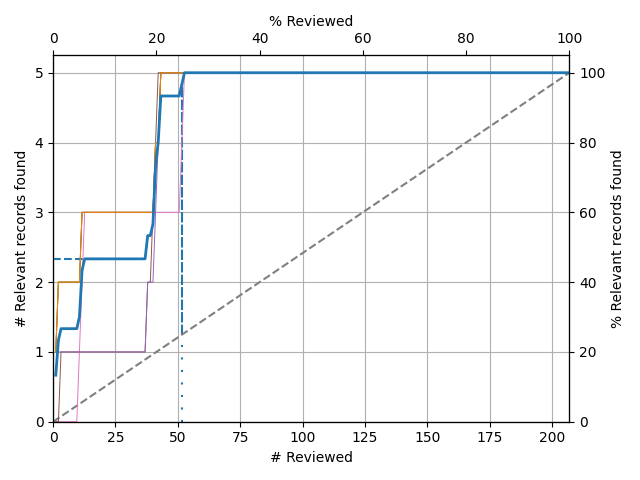 % Reviewed
0 20 40 60 80 100
5 100
4 80
3 60
2 40
1 20
0 0
# Relevant records found
% Relevant records found
0 25 50 75 100 125 150 175 200
# Reviewed